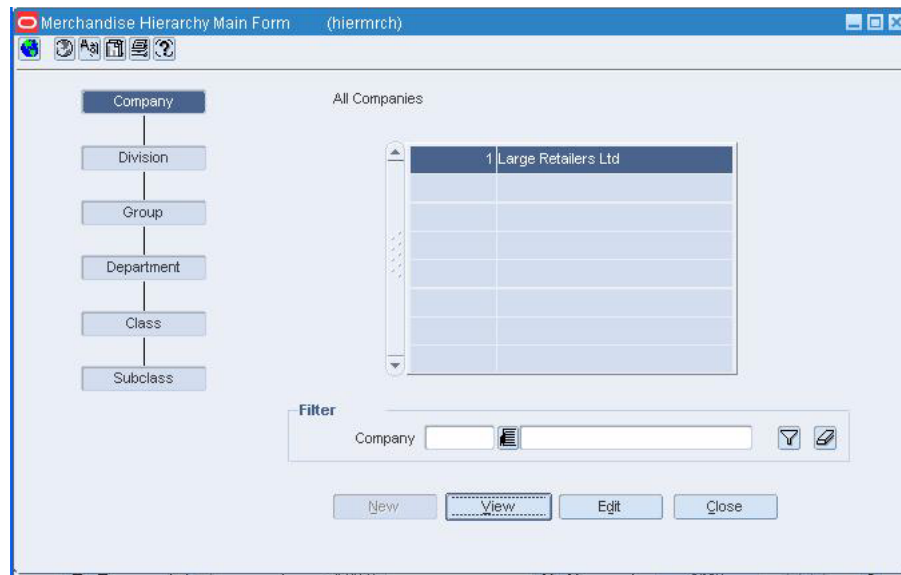 Merchandise Hierarchy Main Form (hiermrch)
Company
Division
Group
Department
Class
Subclass
All Companies
1 Large Retailers Ltd
Filter
Company
New View Edit Close